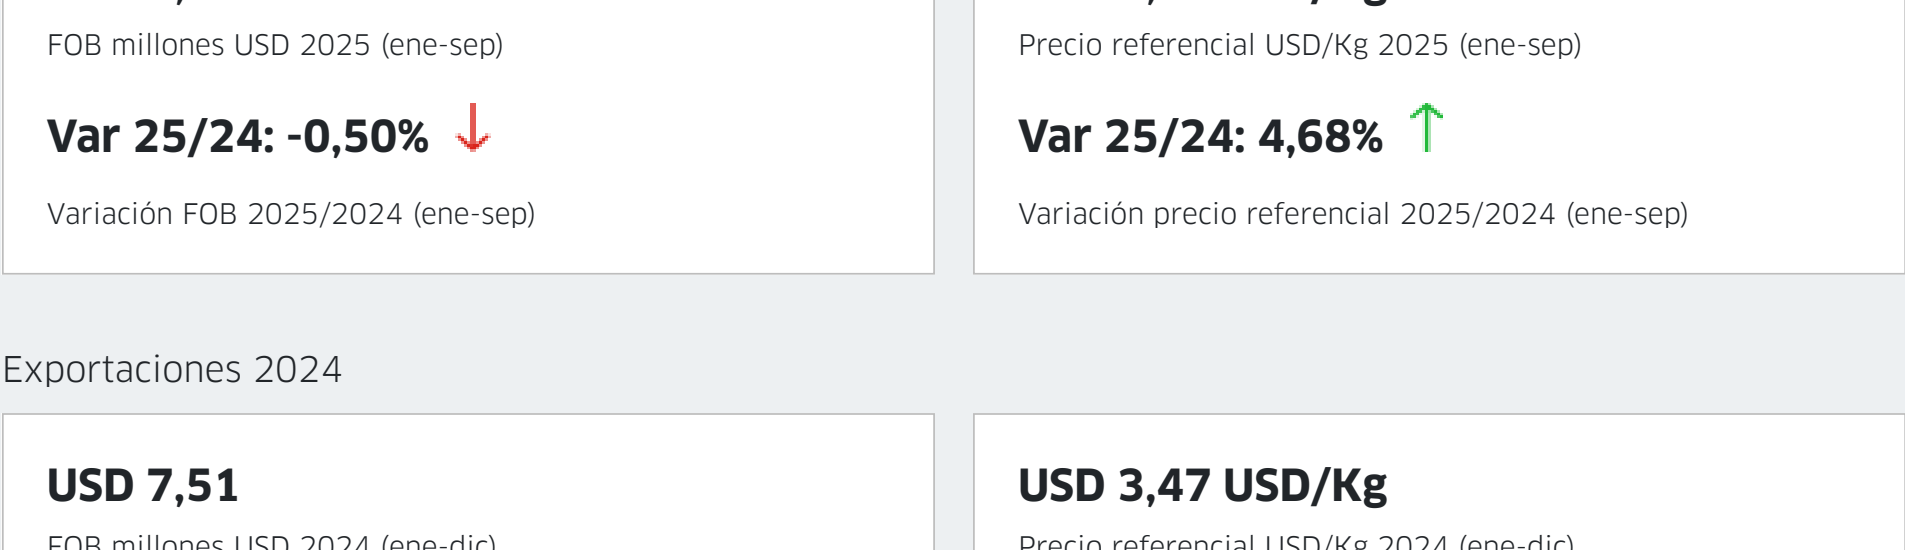 FOB millones USD 2025 (ene-sep)
Var 25/24: -0,50%
Variación FOB 2025/2024 (ene-sep)
Precio referencial USD/Kg 2025 (ene-sep)
Var 25/24: 4,68%
Variación precio referencial 2025/2024 (ene-sep)
Exportaciones 2024
USD 7,51
FOB millones USD 2024 (ene-dic)
USD 3,47 USD/Kg
Precio referencial USD/Kg 2024 (ene-dic)